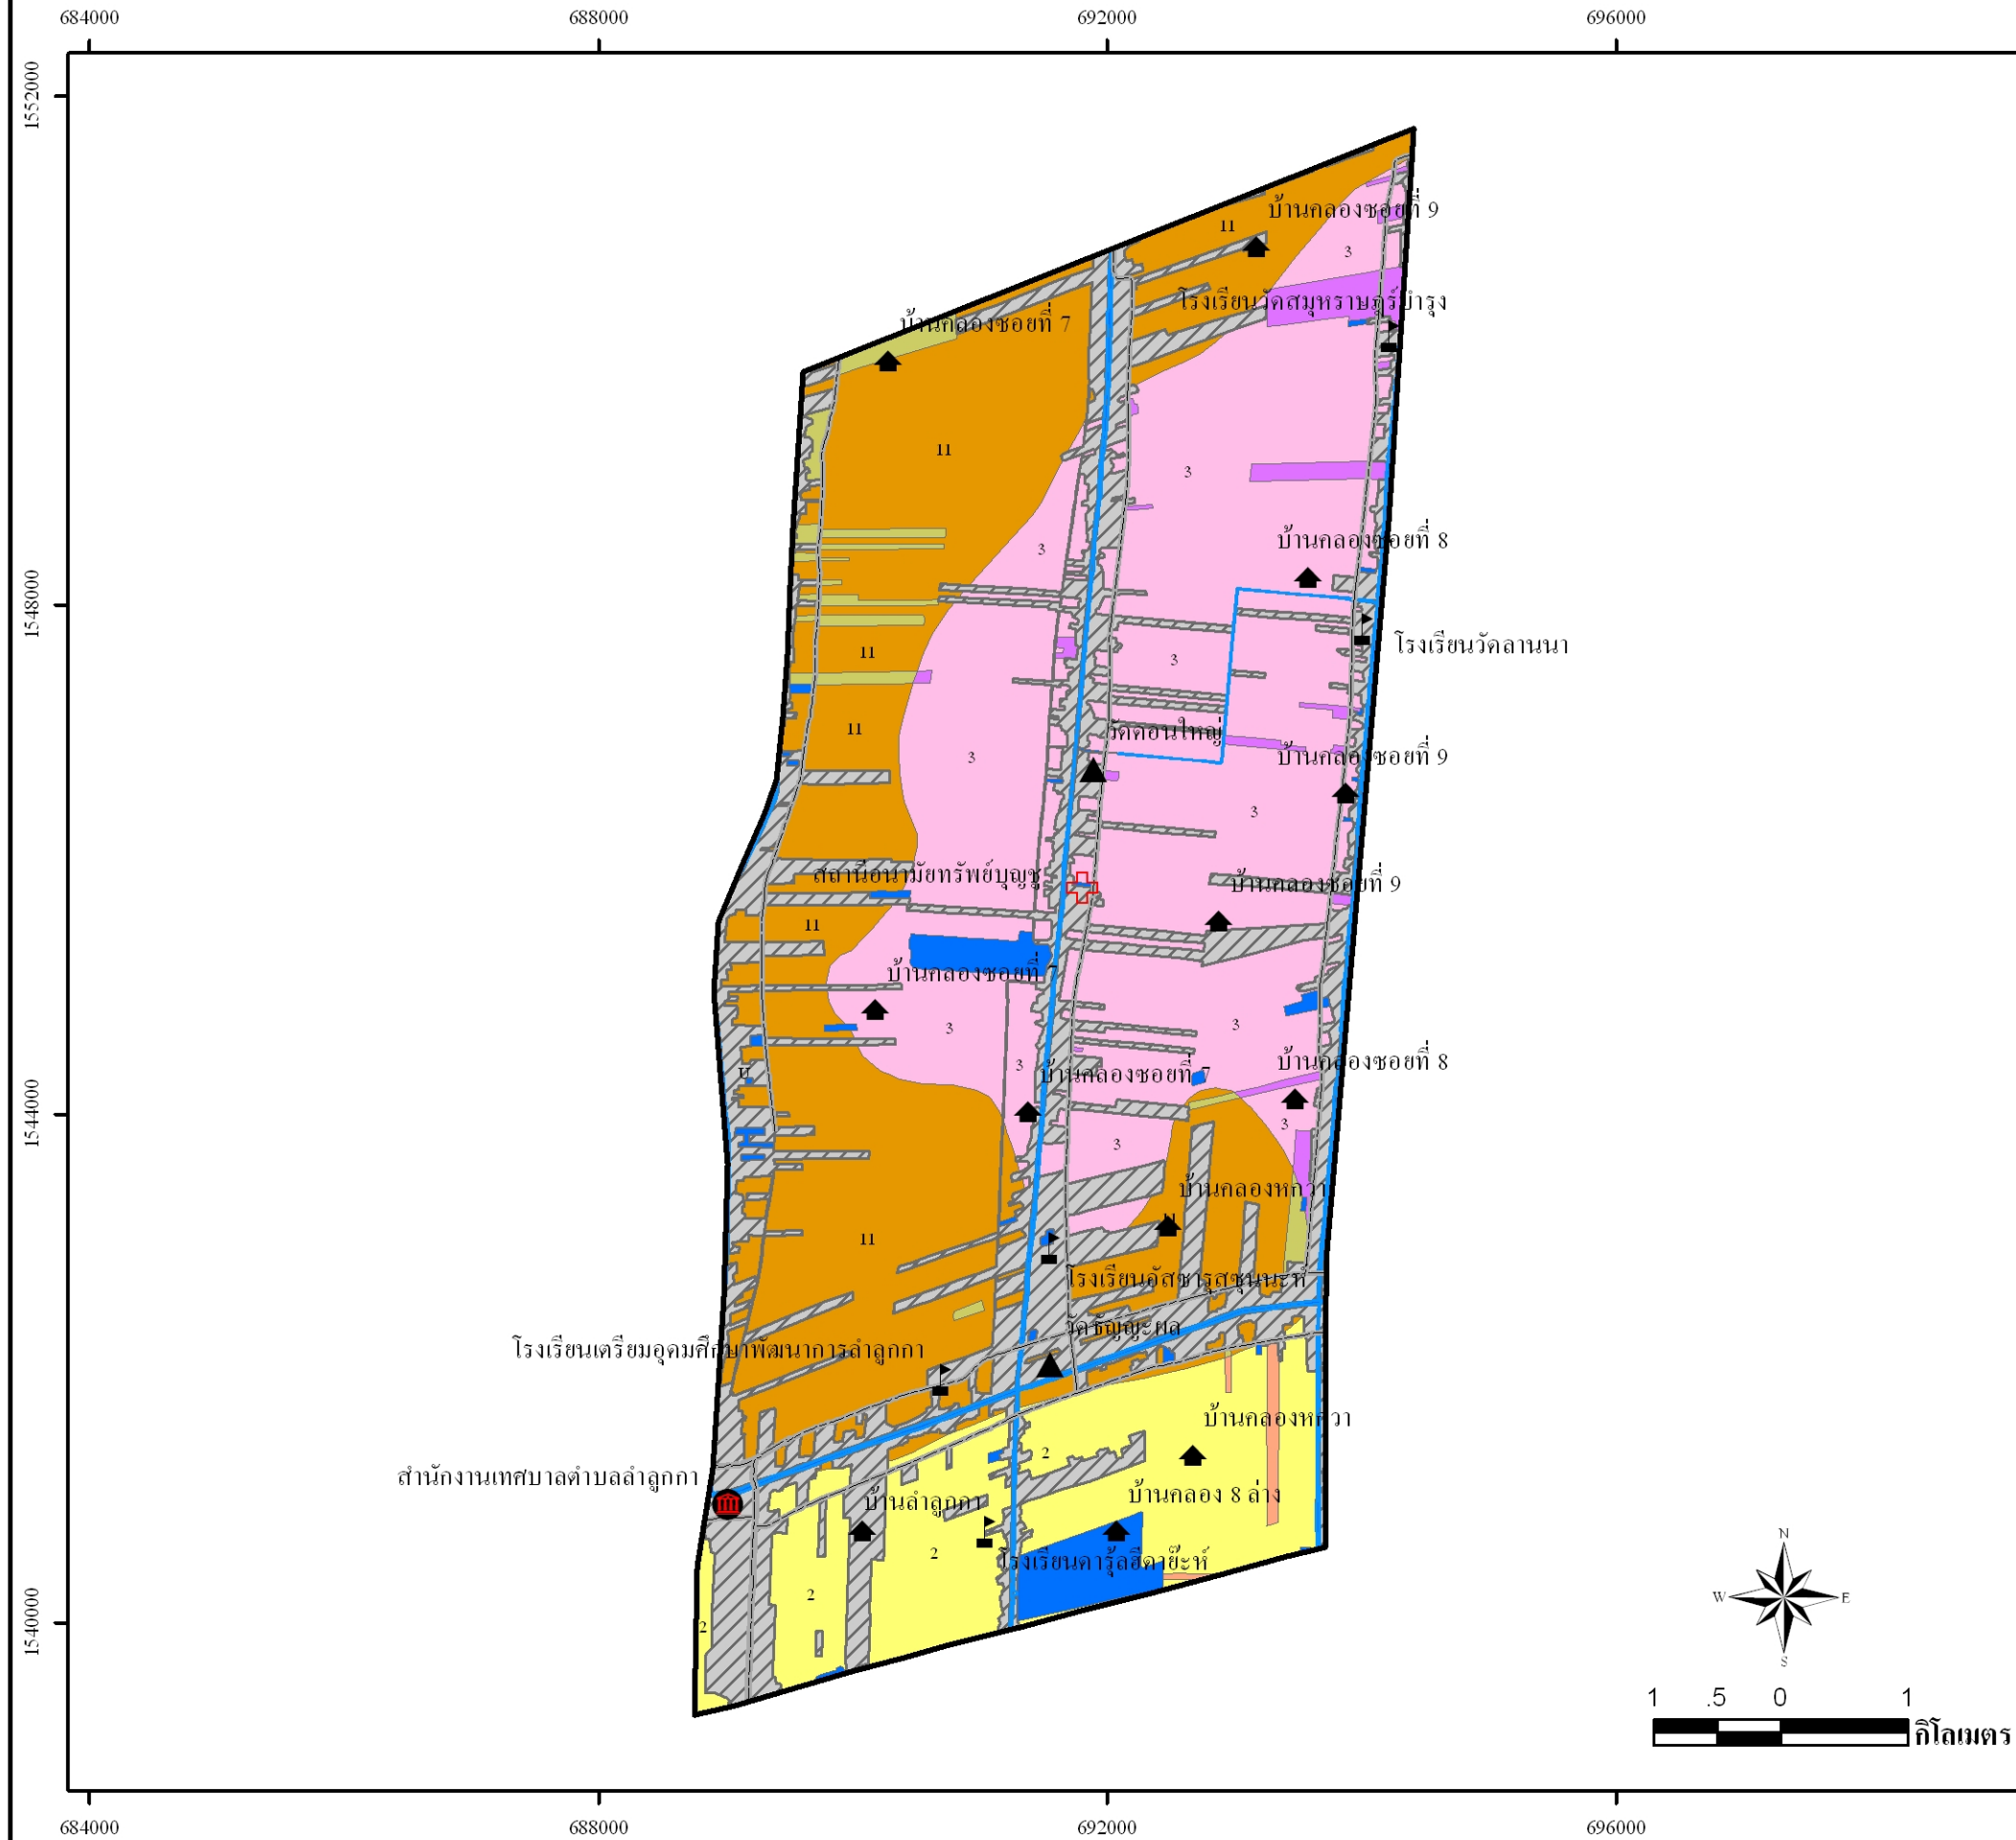 684000 688000 692000 696000
1552000
บ้านคลองซอยที่ 9
11
3
โรงเรียนวัดสมุหราษฎร์บำรุง
บ้านคลองซอยที่ 7
11
3
3
บ้านคลองซอยที่ 8
1548000
โรงเรียนวัดลานนา
11
3
11
วัดดอนใหญ่
3
บ้านคลองซอยที่ 9
3
สถานีอนามัยทรัพย์บุญชู
บ้านคลองซอยที่ 9
11
บ้านคลองซอยที่ 7
3
3
3
บ้านคลองซอยที่ 8
U
บ้านคลองซอยที่ 7
1544000
3
3
บ้านคลองหกวา
11
11
โรงเรียนอัสซารุสซุนนะห์
วัดธัญญะผล
โรงเรียนเตรียมอุดมศึกษาพัฒนาการลำลูกกา
บ้านคลองหกวา
2
สำนักงานเทศบาลตำบลลำลูกกา
บ้านคลอง 8 ล่าง
บ้านลำลูกกา
2
โรงเรียนดารุ้ลฮีดาย๊ะห์
2
2
1540000
N
W E
S
1 .5 0 1
กิโลเมตร
684000 688000 692000 696000